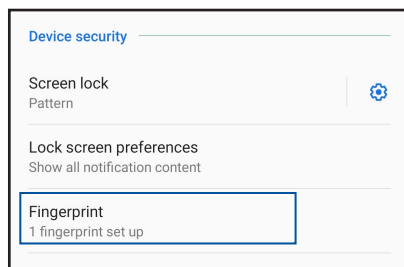 Device security
Screen lock
Pattern
Lock screen preferences
Show all notification content
Fingerprint
1 fingerprint set up